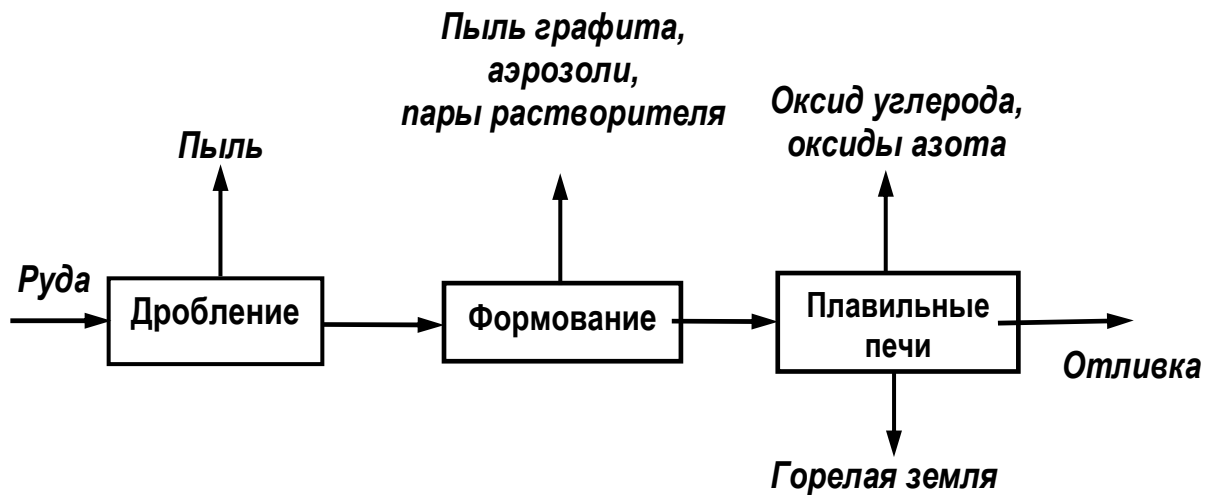 Пыль графита,
аэрозоли,
пары растворителя
Оксид углерода,
оксиды азота
Пыль
Руда
Дробление
Формование
Плавильные
печи
Отливка
Горелая земля